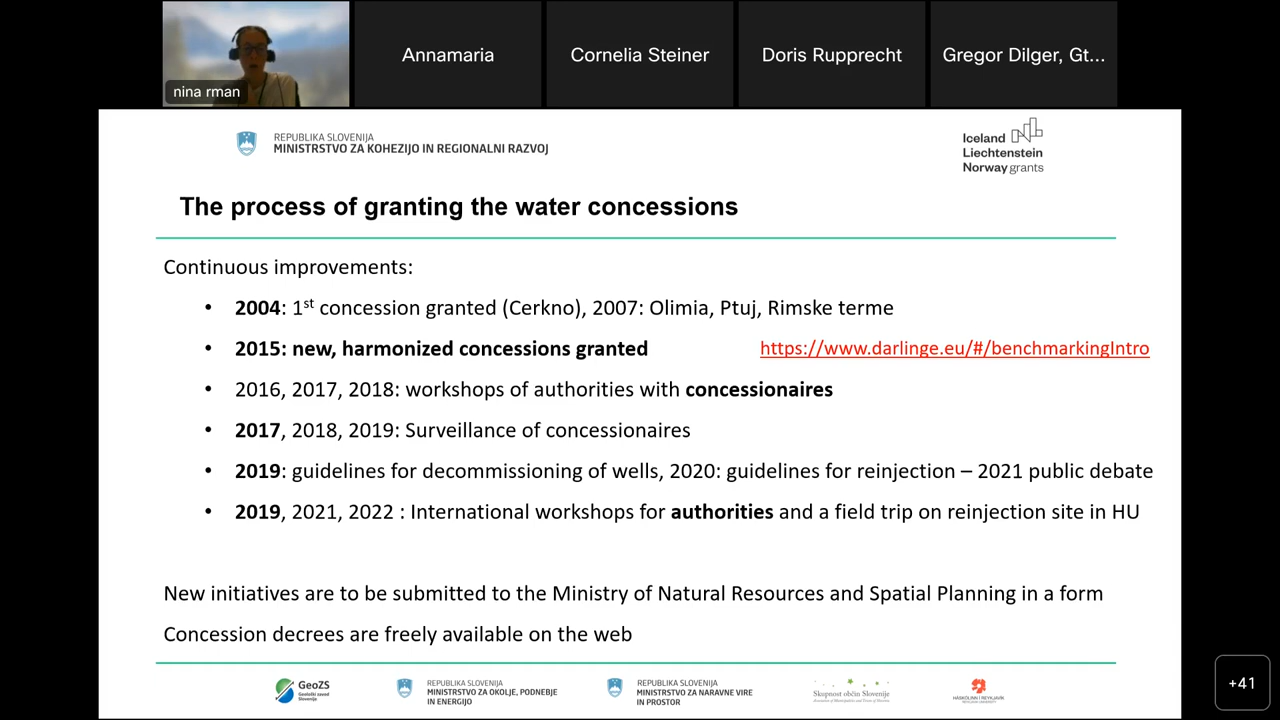 nina rman
Annamaria
Cornelia Steiner
Doris Rupprecht
Gregor Dilger, Gt...
REPUBLIKA SLOVENIJA
MINISTRSTVO ZA KOHEZIJO IN REGIONALNI RAZVOJ
Iceland
Liechtenstein
Norway grants
The process of granting the water concessions
Continuous improvements:
• 2004: 1st concession granted (Cerkno), 2007: Olimia, Ptuj, Rimske terme
• 2015: new, harmonized concessions granted https://www.darlinge.eu/#/benchmarkingIntro
• 2016, 2017, 2018: workshops of authorities with concessionaires
• 2017, 2018, 2019: Surveillance of concessionaires
• 2019: guidelines for decommissioning of wells, 2020: guidelines for reinjection – 2021 public debate
• 2019, 2021, 2022 : International workshops for authorities and a field trip on reinjection site in HU
New initiatives are to be submitted to the Ministry of Natural Resources and Spatial Planning in a form
Concession decrees are freely available on the web
GeoZS
Geološki zavod
Slovenije
REPUBLIKA SLOVENIJA
MINISTRSTVO ZA OKOLJE, PODNEBJE
IN ENERGIJO
REPUBLIKA SLOVENIJA
MINISTRSTVO ZA NARAVNE VIRE
IN PROSTOR
Skupnost občin Slovenije
HÁSKÓLINN Í REYKJAVÍK
+41